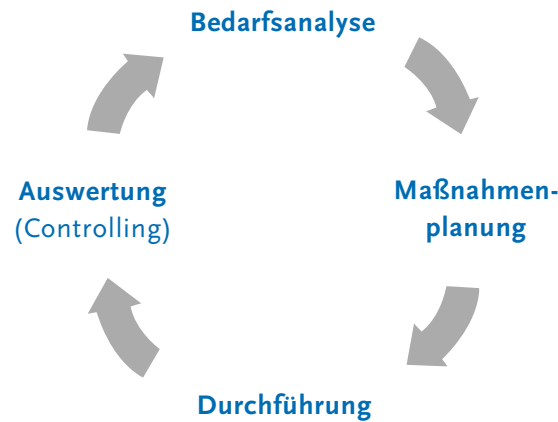 Bedarfsanalyse
Maßnahmen-
planung
Durchführung
Auswertung
(Controlling)